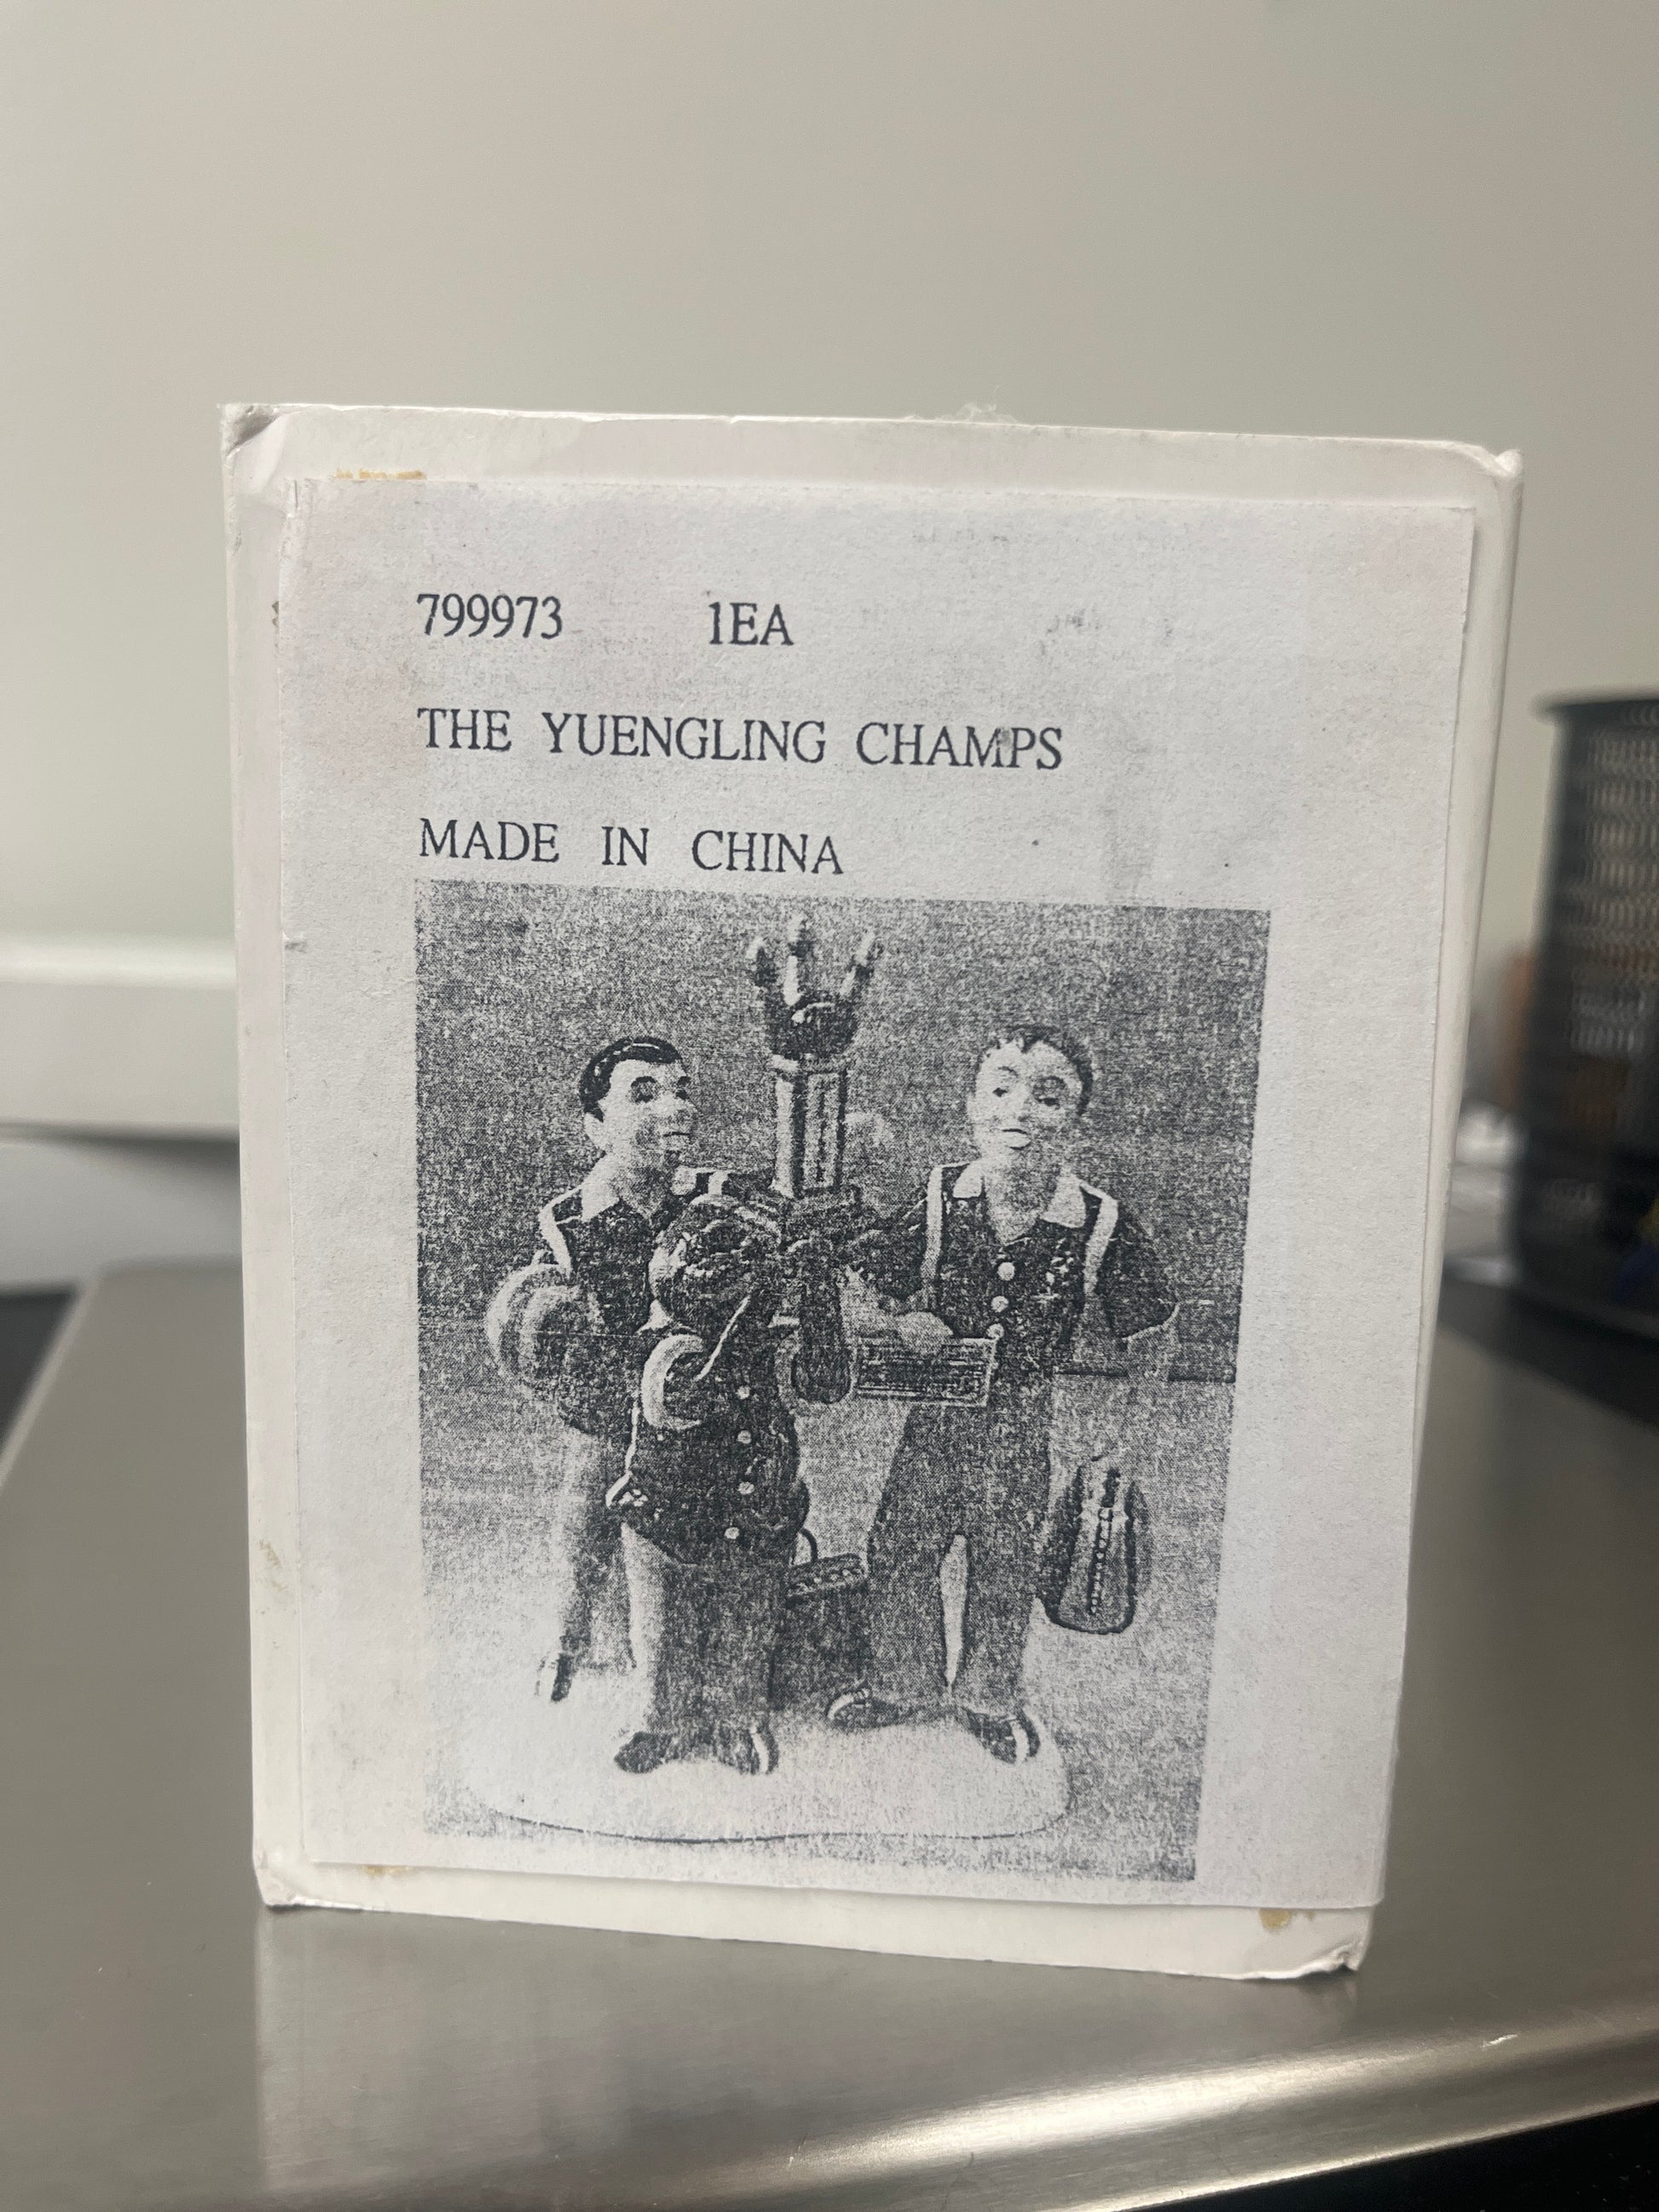 799973 1EA
THE YUENGLING CHAMPS
MADE IN CHINA